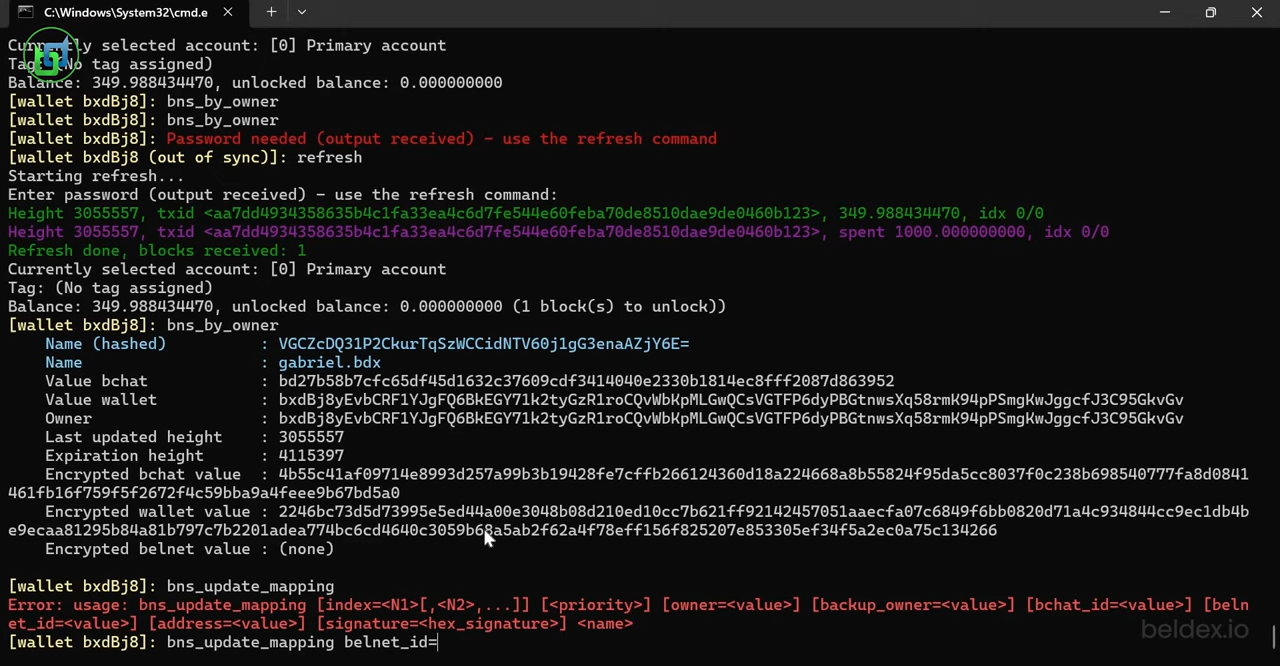 C:\Windows\System32\cmd.e
Currently selected account: [0] Primary account
Tag: (No tag assigned)
Balance: 349.988434470, unlocked balance: 0.000000000
[wallet bxdBj8]: bns_by_owner
[wallet bxdBj8]: bns_by_owner
[wallet bxdBj8]: Password needed (output received) - use the refresh command
[wallet bxdBj8 (out of sync)]: refresh
Starting refresh...
Enter password (output received) - use the refresh command:
Height 3055557, txid <aa7dd4934358635b4c1fa33ea4c6d7fe544e60feba70de8510dae9de0460b123>, 349.988434470, idx 0/0
Height 3055557, txid <aa7dd4934358635b4c1fa33ea4c6d7fe544e60feba70de8510dae9de0460b123>, spent 1000.000000000, idx 0/0
Refresh done, blocks received: 1
Currently selected account: [0] Primary account
Tag: (No tag assigned)
Balance: 349.988434470, unlocked balance: 0.000000000 (1 block(s) to unlock))
[wallet bxdBj8]: bns_by_owner
Name (hashed) : VGCZcDQ31P2CkurTqSzWCCidNTV60j1gG3enaAZjY6E=
Name : gabriel.bdx
Value bchat : bd27b58b7cfc65df45d1632c37609cdf3414040e2330b1814ec8fff2087d863952
Value wallet : bxdBj8yEvbCRF1YJgFQ6BkEGY71k2tyGzR1roCQvWbKpMLGwQCsVGTFP6dyPBGtnwsXq58rmK94pPSmgKwJggcfJ3C95GkvGv
Owner : bxdBj8yEvbCRF1YJgFQ6BkEGY71k2tyGzR1roCQvWbKpMLGwQCsVGTFP6dyPBGtnwsXq58rmK94pPSmgKwJggcfJ3C95GkvGv
Last updated height : 3055557
Expiration height : 4115397
Encrypted bchat value : 4b55c41af09714e8993d257a99b3b19428fe7cffb266124360d18a224668a8b55824f95da5cc8037f0c238b698540777fa8d0841
461fb16f759f5f2672f4c59bba9a4feee9b67bd5a0
Encrypted wallet value : 2246bc73d5d73995e5ed44a00e3048b08d210ed10cc7b621ff92142457051aaecfa07c6849f6bb0820d71a4c934844cc9ec1db4b
e9ecaa81295b84a81b797c7b2201adea774bc6cd4640c3059b68a5ab2f62a4f78eff156f825207e853305ef34f5a2ec0a75c134266
Encrypted belnet value : (none)
[wallet bxdBj8]: bns_update_mapping
Error: usage: bns_update_mapping [index=<N1>[,<N2>,...]] [<priority>] [owner=<value>] [backup_owner=<value>] [bchat_id=<value>] [beln
et_id=<value>] [address=<value>] [signature=<hex_signature>] <name>
[wallet bxdBj8]: bns_update_mapping belnet_id=
beldex.io